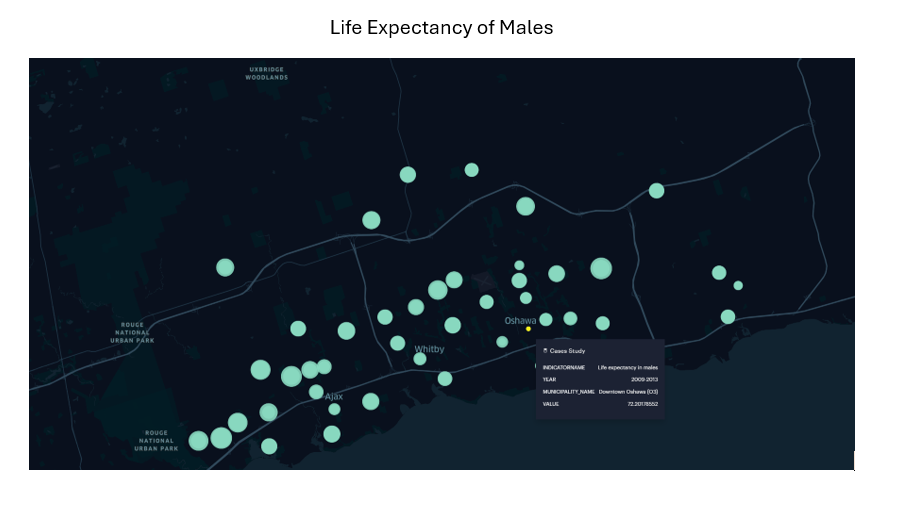 Life Expectancy of Males
UXBRIDGE
WOODLANDS
ROUGE
NATIONAL
URBAN PARK
Oshawa
Whitby
Cases Study
INDICATORNAME Life expectancy in males
YEAR 2009 2013
MUNICIPALITY_NAME Downtown Oshawa (O3)
VALUE 72.20178552
Ajax
ROUGE
NATIONAL
URBAN PARK